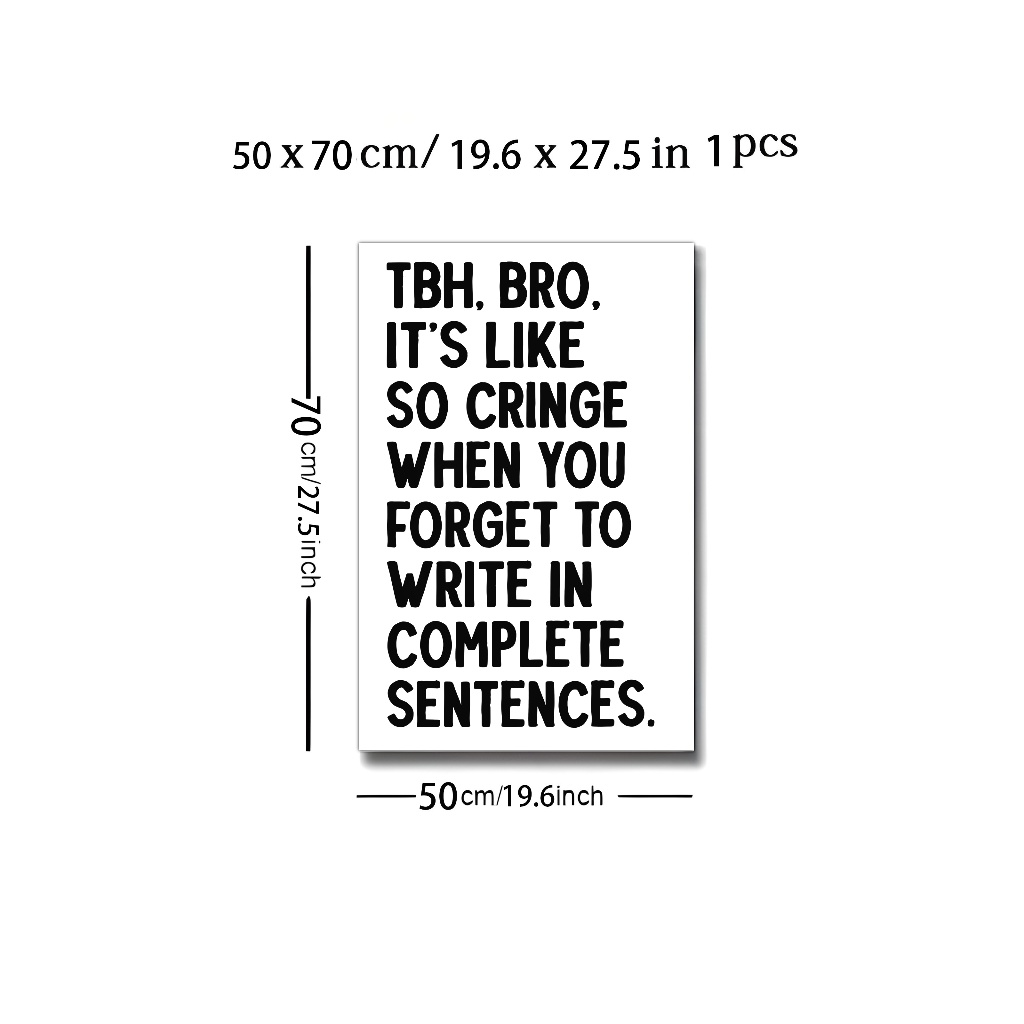 50 x 70 cm/ 19.6 x 27.5 in 1 pcs
TBH, BRO,
IT'S LIKE
SO CRINGE
WHEN YOU
FORGET TO
WRITE IN
COMPLETE
SENTENCES.
70cm/27.5inch
50cm/19.6inch